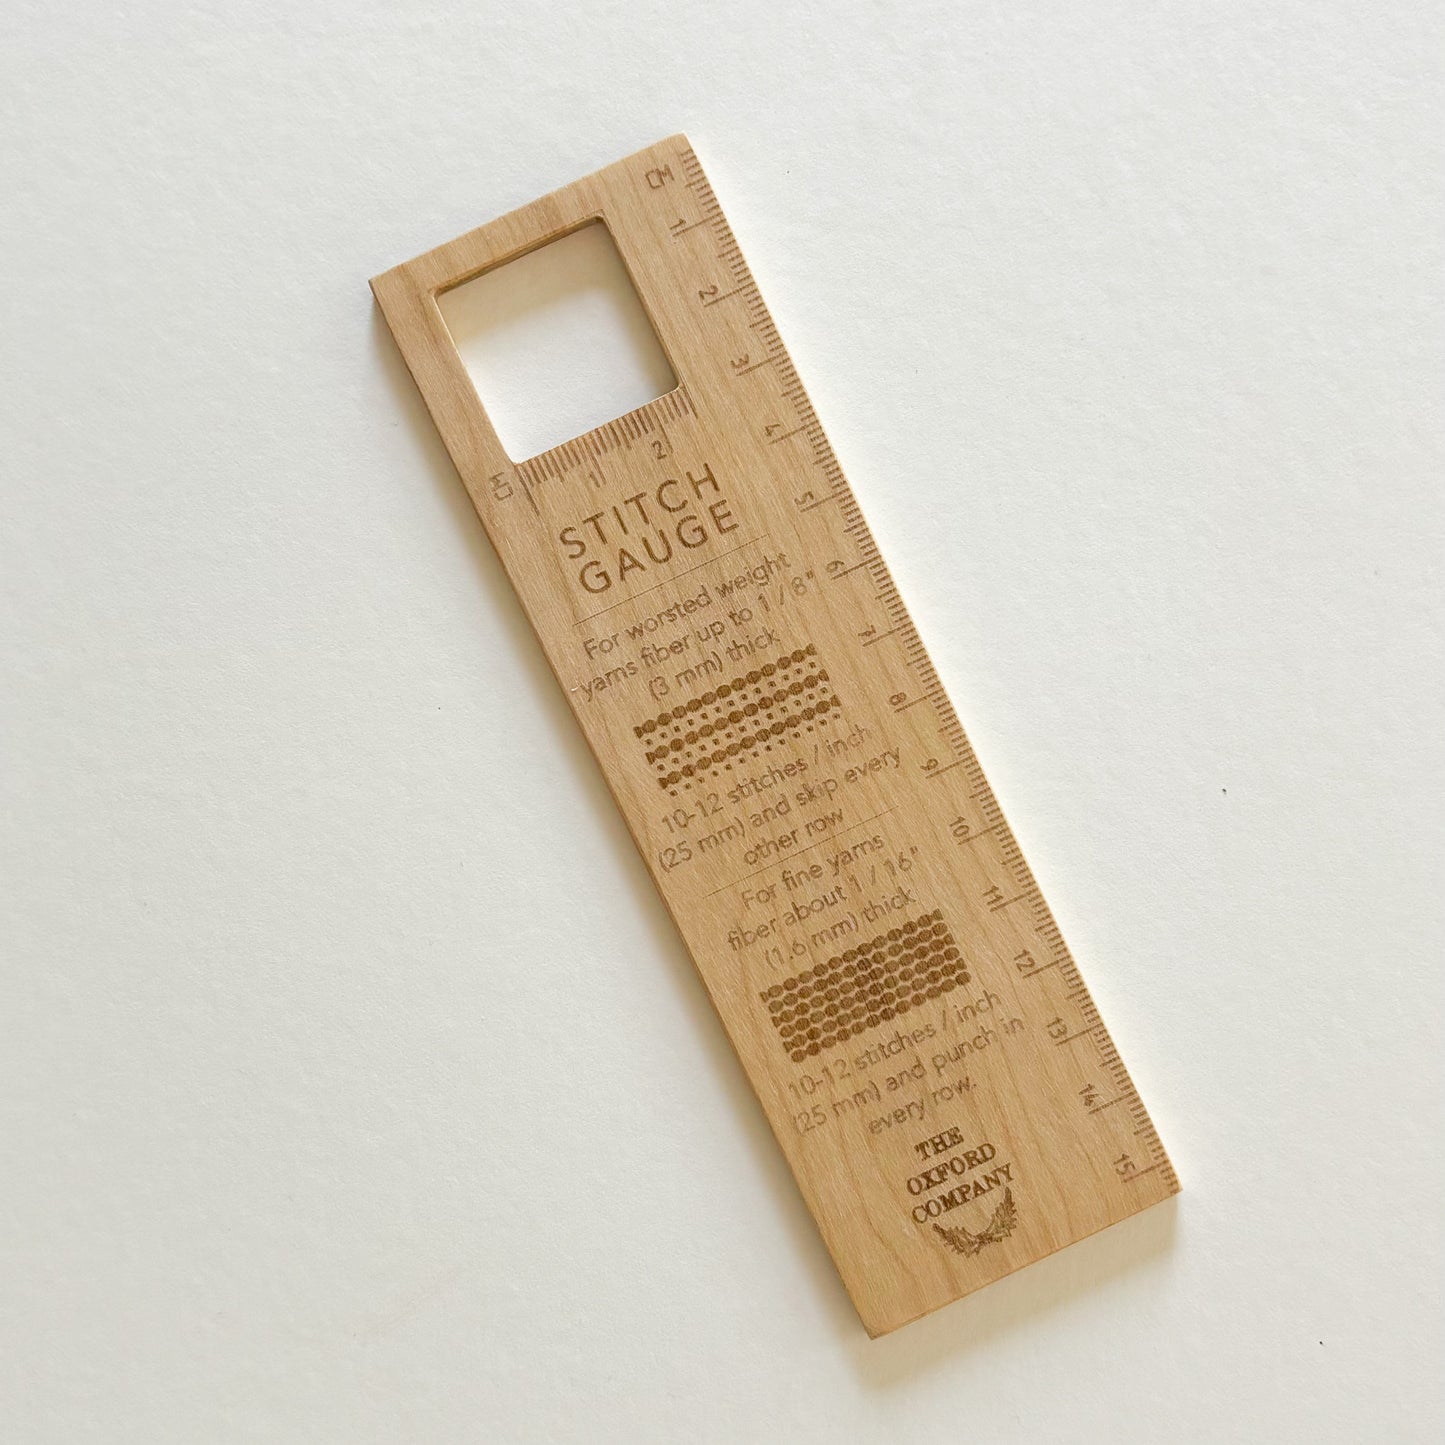 CM
1 2 3 4 5 6 7 8 9 10 11 12 13 14 15
CM 1 2
STITCH
GAUGE
For worsted weight
yarns fiber up to 1 / 8"
(3 mm) thick
10-12 stitches / inch
(25 mm) and skip every
other row
For fine yarns
fiber about 1 / 16"
(1.6 mm) thick
10-12 stitches / inch
(25 mm) and punch in
every row.
THE
OXFORD
COMPANY